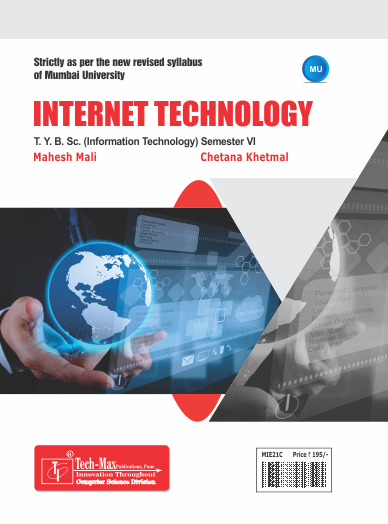 Strictly as per the new revised syllabus
of Mumbai University
MU
INTERNET TECHNOLOGY
T. Y. B. Sc. (Information Technology) Semester VI
Mahesh Mali
Chetana Khetmal
Tech-Max Publications, Pune
Innovation Throughout
Computer Science Division
MIE21C Price ₹ 195/-